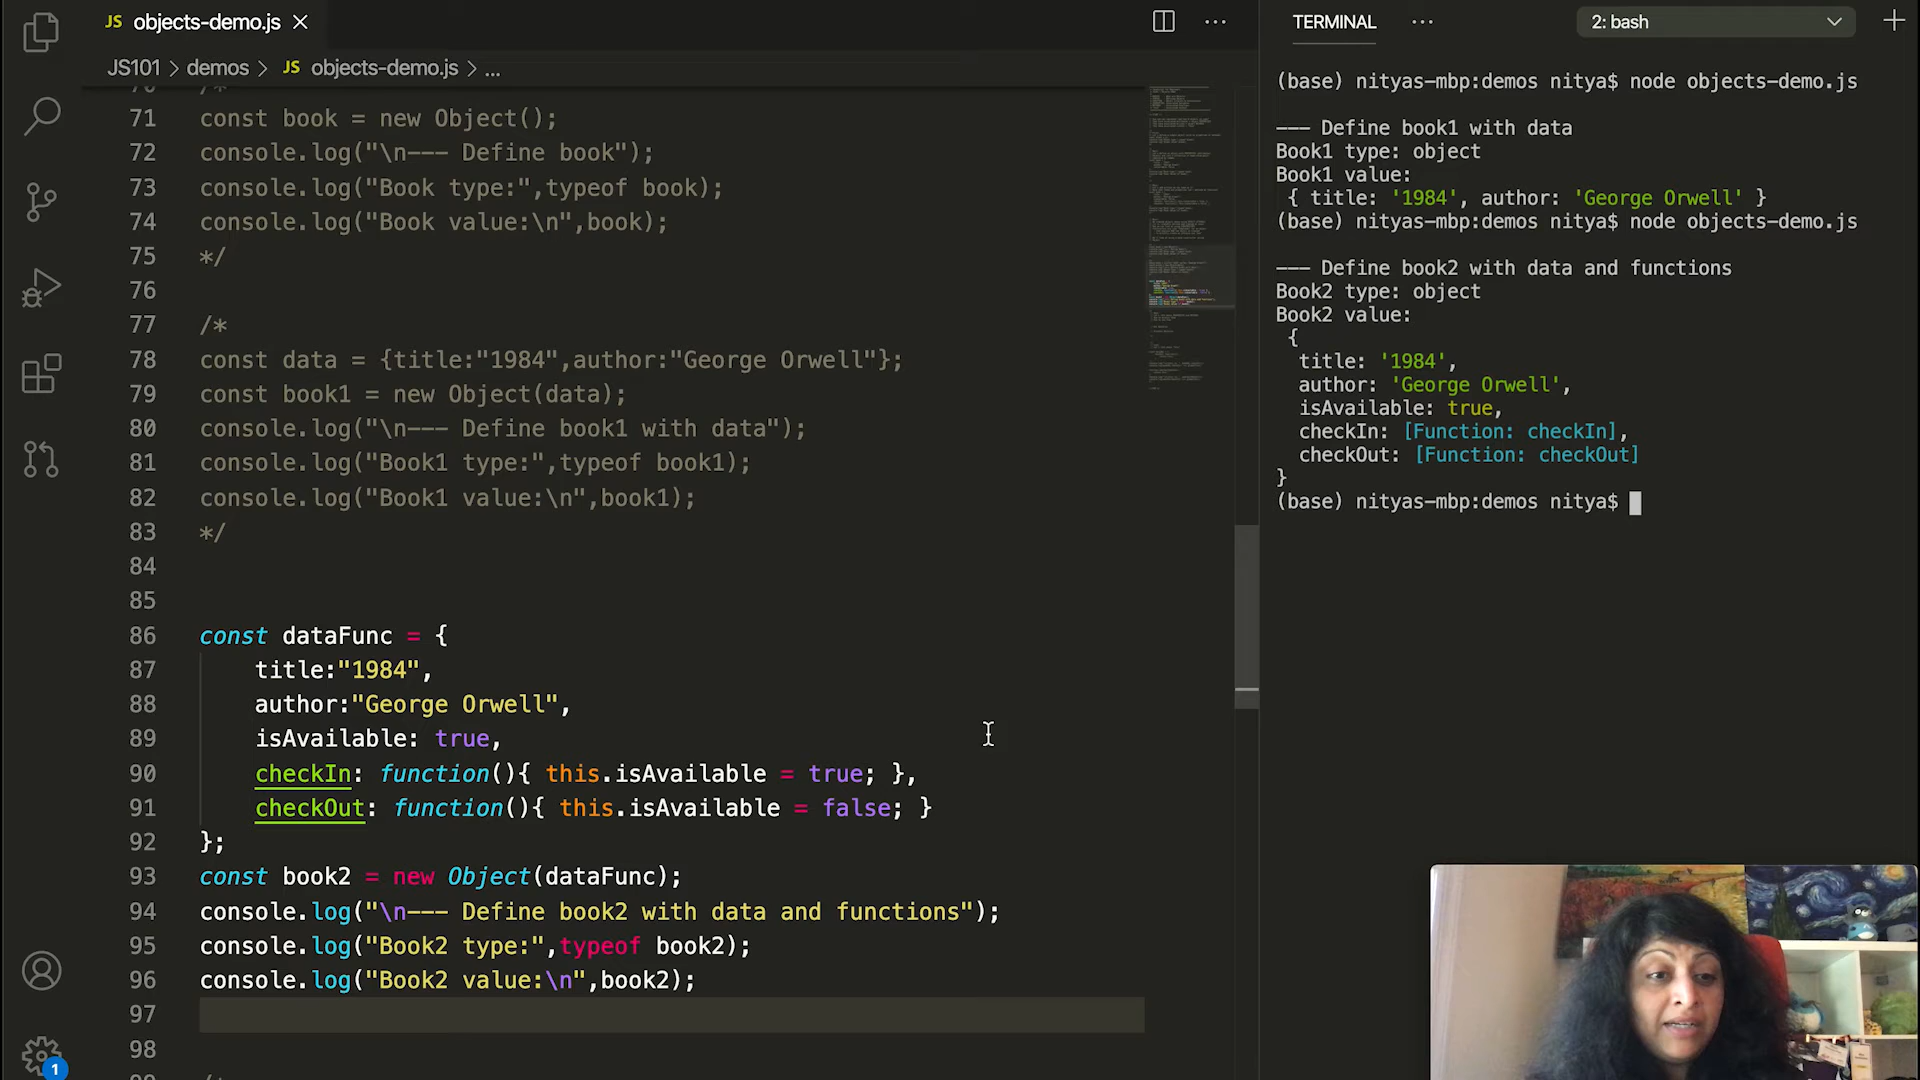 JS objects-demo.js
JS101 > demos > JS objects-demo.js > ...
71 const book = new Object();
72 console.log("\n--- Define book");
73 console.log("Book type:",typeof book);
74 console.log("Book value:\n",book);
75 */
76
77 /*
78 const data = {title:"1984",author:"George Orwell"};
79 const book1 = new Object(data);
80 console.log("\n--- Define book1 with data");
81 console.log("Book1 type:",typeof book1);
82 console.log("Book1 value:\n",book1);
83 */
84
85
86 const dataFunc = {
87 title:"1984",
88 author:"George Orwell",
89 isAvailable: true,
90 checkIn: function(){ this.isAvailable = true; },
91 checkOut: function(){ this.isAvailable = false; }
92 };
93 const book2 = new Object(dataFunc);
94 console.log("\n--- Define book2 with data and functions");
95 console.log("Book2 type:",typeof book2);
96 console.log("Book2 value:\n",book2);
97
98
1
TERMINAL ... 2: bash
(base) nityas-mbp:demos nitya$ node objects-demo.js
--- Define book1 with data
Book1 type: object
Book1 value:
{ title: '1984', author: 'George Orwell' }
(base) nityas-mbp:demos nitya$ node objects-demo.js
--- Define book2 with data and functions
Book2 type: object
Book2 value:
{
title: '1984',
author: 'George Orwell',
isAvailable: true,
checkIn: [Function: checkIn],
checkOut: [Function: checkOut]
}
(base) nityas-mbp:demos nitya$